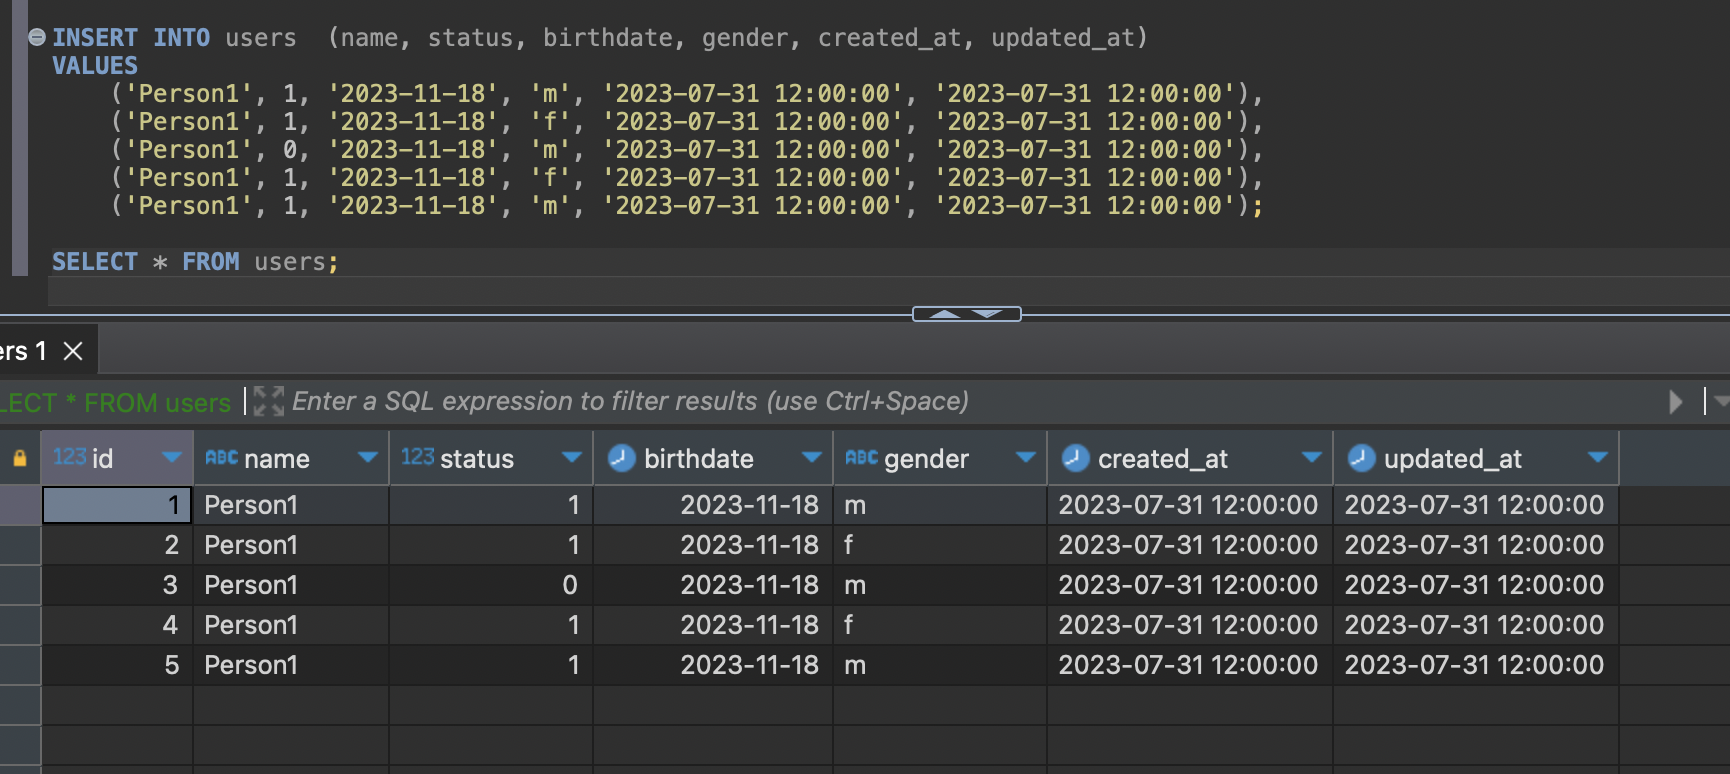 INSERT INTO users  (name, status, birthdate, gender, created_at, updated_at)
VALUES
    ('Person1', 1, '2023-11-18', 'm', '2023-07-31 12:00:00', '2023-07-31 12:00:00'),
    ('Person1', 1, '2023-11-18', 'f', '2023-07-31 12:00:00', '2023-07-31 12:00:00'),
    ('Person1', 0, '2023-11-18', 'm', '2023-07-31 12:00:00', '2023-07-31 12:00:00'),
    ('Person1', 1, '2023-11-18', 'f', '2023-07-31 12:00:00', '2023-07-31 12:00:00'),
    ('Person1', 1, '2023-11-18', 'm', '2023-07-31 12:00:00', '2023-07-31 12:00:00');
SELECT * FROM users;
ers 1
LECT * FROM users Enter a SQL expression to filter results (use Ctrl+Space)
123 id ABC name 123 status birthdate ABC gender created_at updated_at
1 Person1 1 2023-11-18 m 2023-07-31 12:00:00 2023-07-31 12:00:00
2 Person1 1 2023-11-18 f 2023-07-31 12:00:00 2023-07-31 12:00:00
3 Person1 0 2023-11-18 m 2023-07-31 12:00:00 2023-07-31 12:00:00
4 Person1 1 2023-11-18 f 2023-07-31 12:00:00 2023-07-31 12:00:00
5 Person1 1 2023-11-18 m 2023-07-31 12:00:00 2023-07-31 12:00:00